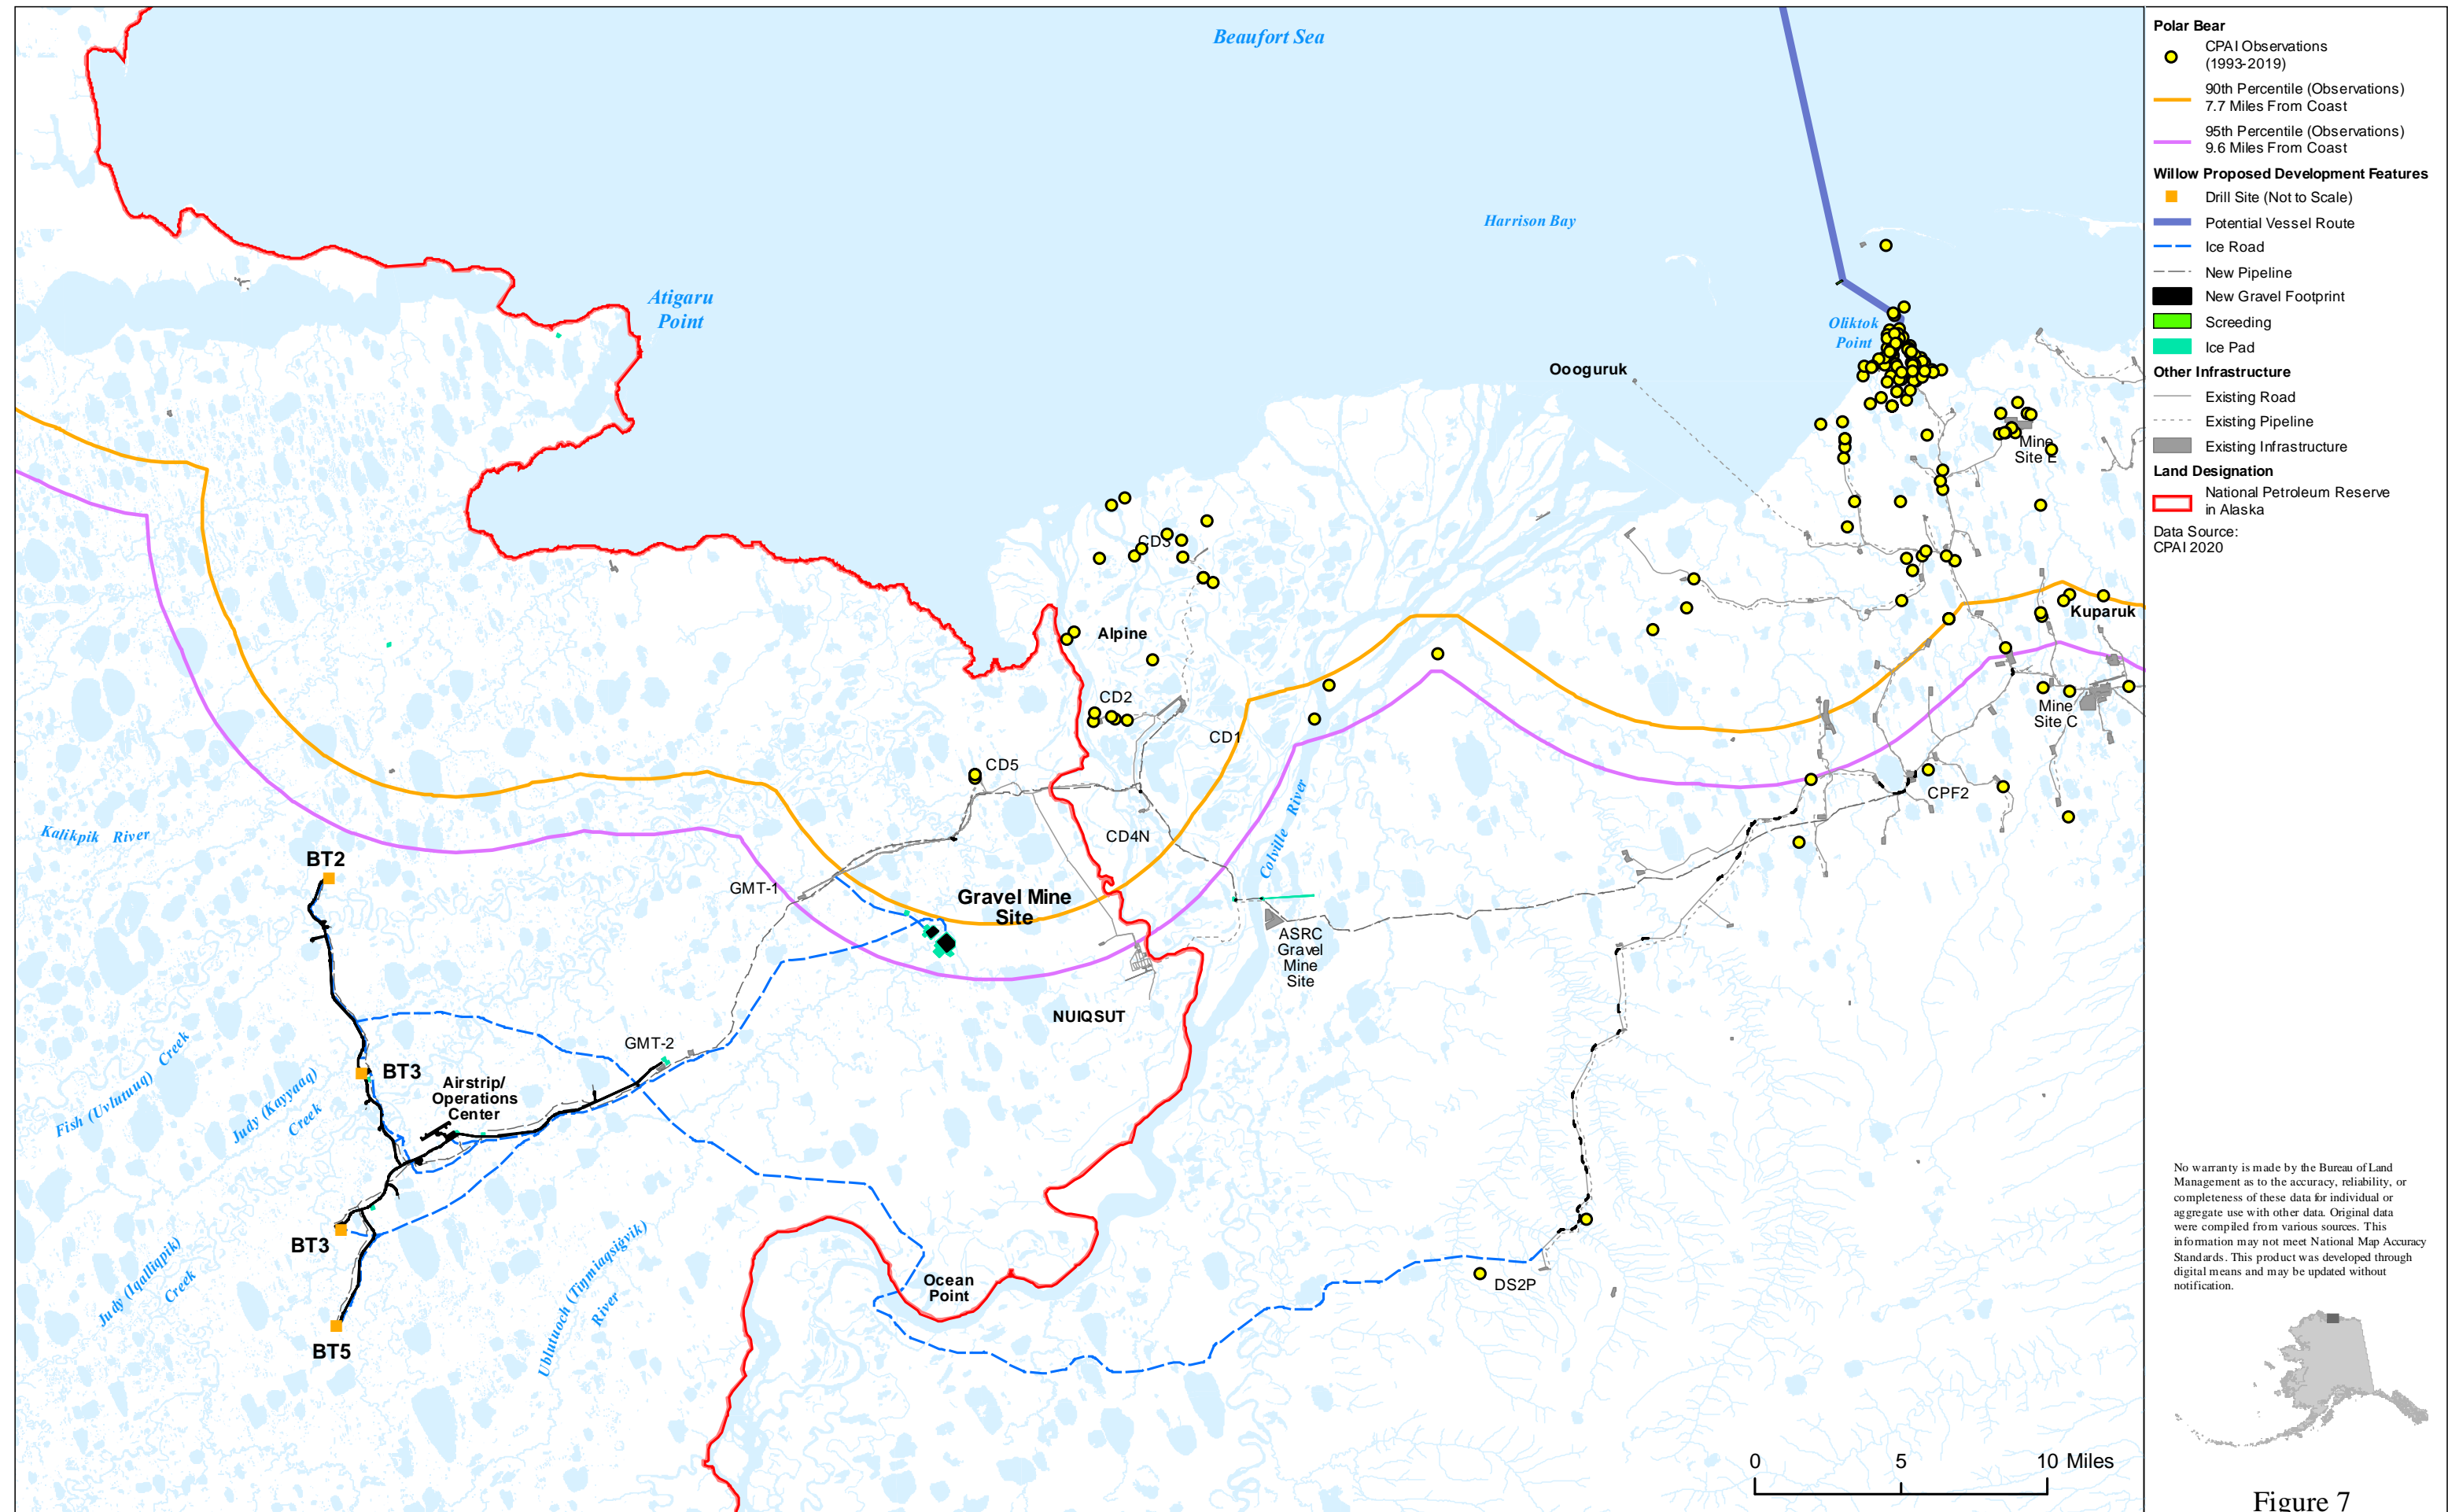 Beaufort Sea
Harrison Bay
Atigaru
Point
Oliktok
Point
Oooguruk
Mine
Site E
CD3
Alpine
Kuparuk
CD2
Mine
Site C
CD1
CD5
CPF2
Kalikpik River
CD4N
BT2
GMT-1
Gravel Mine
Site
Colville River
ASRC
Gravel
Mine
Site
NUIQSUT
GMT-2
Fish (Uvlutuuq) Creek
Judy (Kayyaaq)
Creek
BT3
Airstrip/
Operations
Center
BT3
Judy (Iqalliqpik)
Creek
Ublutuoch (Tiŋmiaqsiġvik)
River
Ocean
Point
DS2P
BT5
0 5 10 Miles
Polar Bear
CPAI Observations
(1993-2019)
90th Percentile (Observations)
7.7 Miles From Coast
95th Percentile (Observations)
9.6 Miles From Coast
Willow Proposed Development Features
Drill Site (Not to Scale)
Potential Vessel Route
Ice Road
New Pipeline
New Gravel Footprint
Screeding
Ice Pad
Other Infrastructure
Existing Road
Existing Pipeline
Existing Infrastructure
Land Designation
National Petroleum Reserve
in Alaska
Data Source:
CPAI 2020
No warranty is made by the Bureau of Land
Management as to the accuracy, reliability, or
completeness of these data for individual or
aggregate use with other data. Original data
were compiled from various sources. This
information may not meet National Map Accuracy
Standards. This product was developed through
digital means and may be updated without
notification.
Figure 7